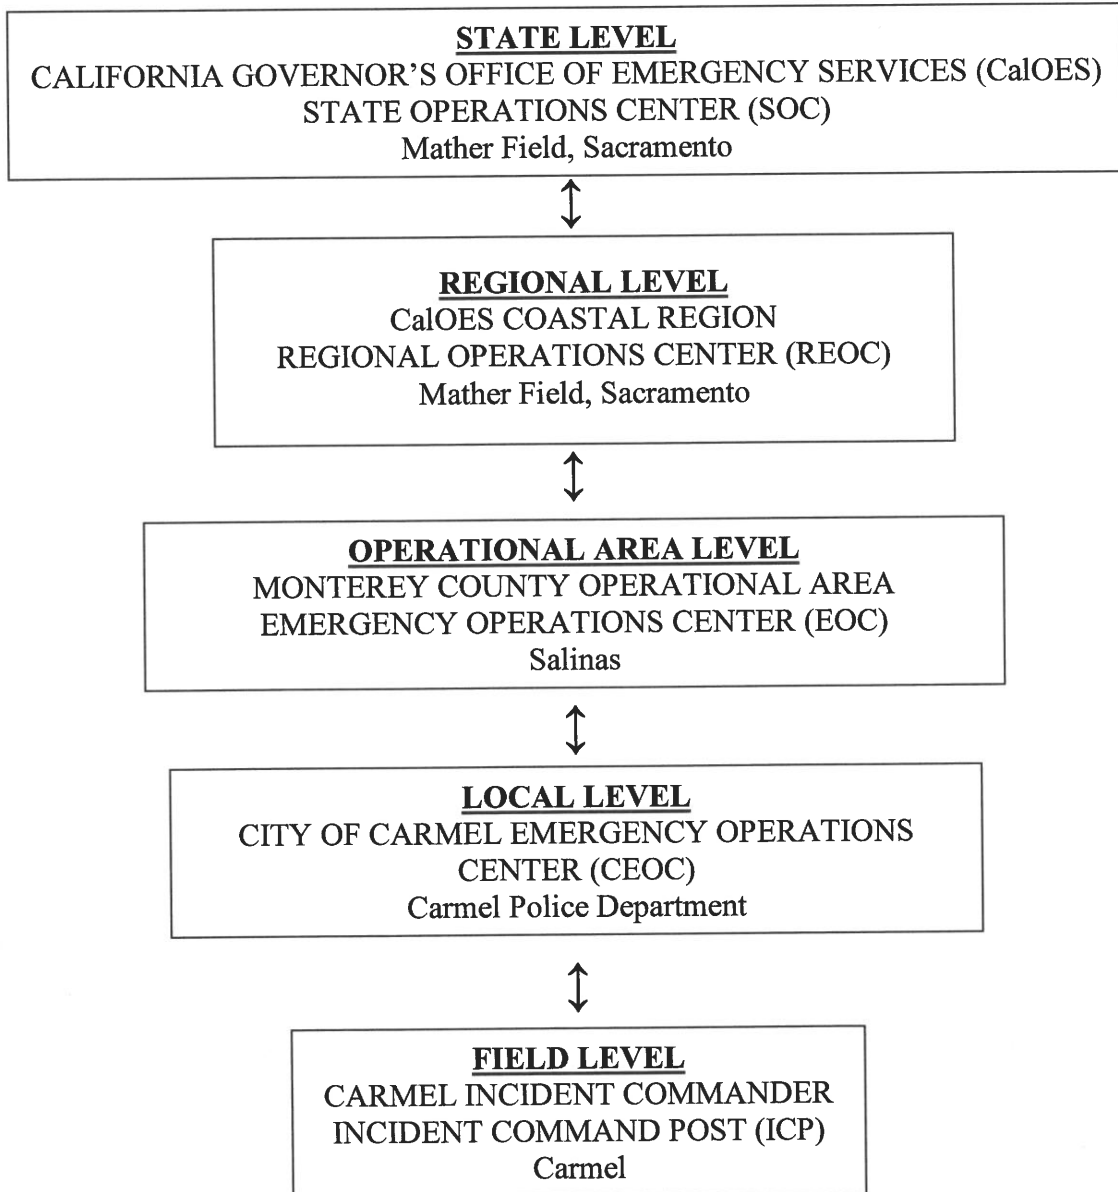 STATE LEVEL
CALIFORNIA GOVERNOR'S OFFICE OF EMERGENCY SERVICES (CalOES)
STATE OPERATIONS CENTER (SOC)
Mather Field, Sacramento
REGIONAL LEVEL
CalOES COASTAL REGION
REGIONAL OPERATIONS CENTER (REOC)
Mather Field, Sacramento
OPERATIONAL AREA LEVEL
MONTEREY COUNTY OPERATIONAL AREA
EMERGENCY OPERATIONS CENTER (EOC)
Salinas
LOCAL LEVEL
CITY OF CARMEL EMERGENCY OPERATIONS
CENTER (CEOC)
Carmel Police Department
FIELD LEVEL
CARMEL INCIDENT COMMANDER
INCIDENT COMMAND POST (ICP)
Carmel